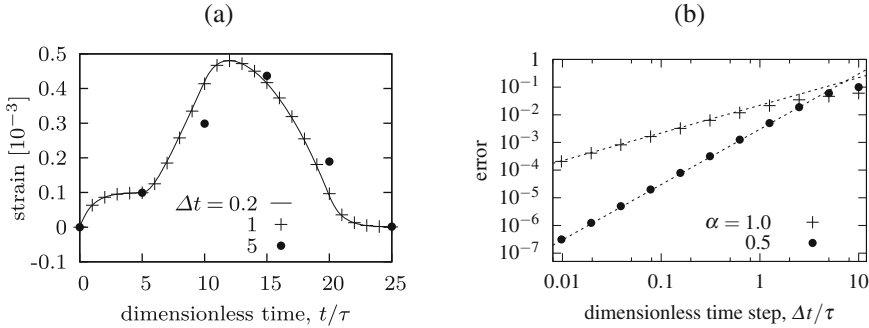 (a)
0.5
0.4
0.3
0.2
0.1
0
-0.1
strain [10⁻³]
Δt = 0.2 —
1 +
5 ●
0 5 10 15 20 25
dimensionless time, t/τ
(b)
1
10⁻¹
10⁻²
10⁻³
10⁻⁴
10⁻⁵
10⁻⁶
10⁻⁷
error
α = 1.0 +
0.5 ●
0.01 0.1 1 10
dimensionless time step, Δt/τ